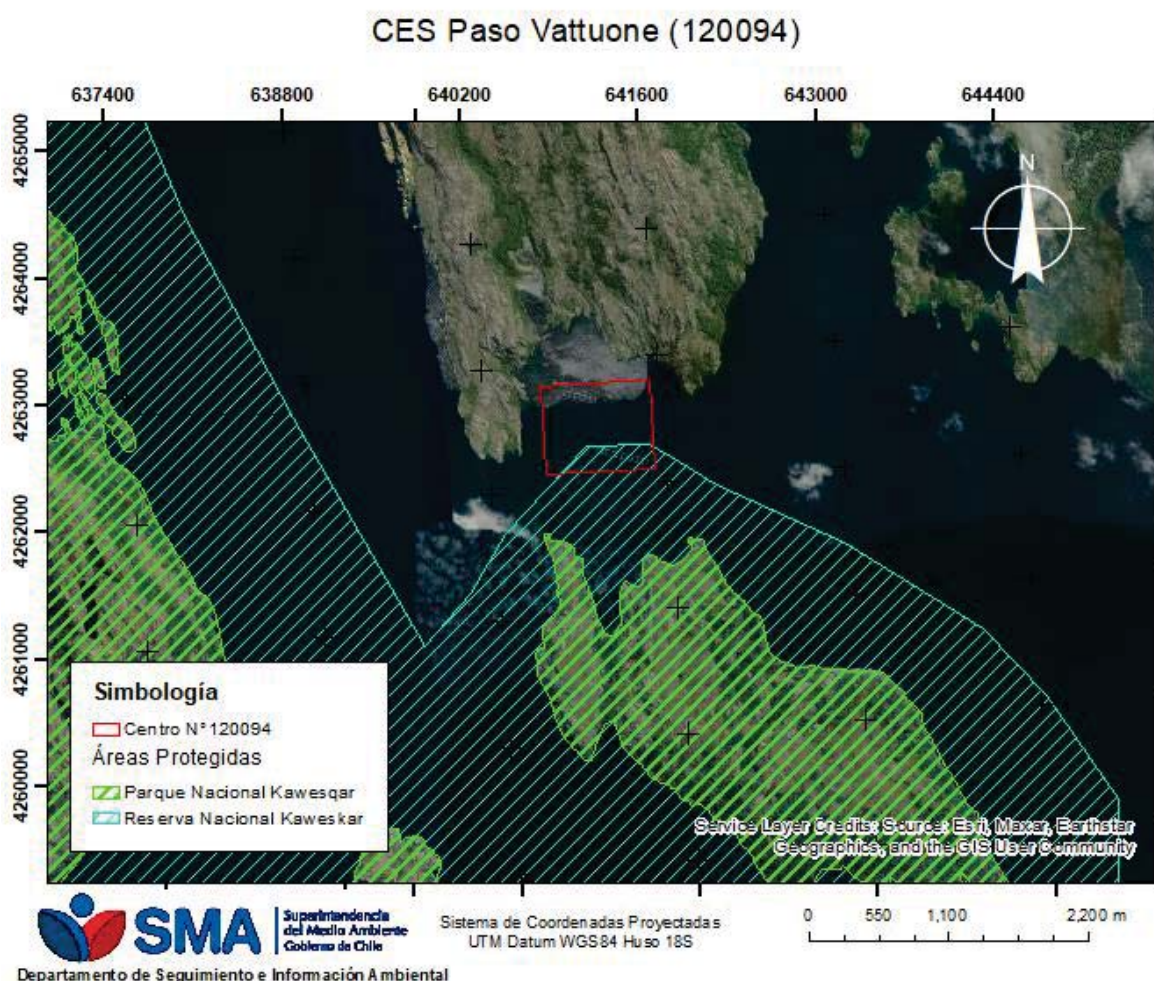 CES Paso Vattuone (120094)
637400 638800 640200 641600 643000 644400
4265000
4264000
4263000
4262000
4261000
4260000
N
Simbología
Centro N°120094
Áreas Protegidas
Parque Nacional Kawesqar
Reserva Nacional Kaweskar
Service Layer Credits: Source: Esri, Maxar, Earthstar
Geographics, and the GIS User Community
SMA
Superintendencia
del Medio Ambiente
Gobierno de Chile
Sistema de Coordenadas Proyectadas
UTM Datum WGS84 Huso 18S
0 550 1,100 2,200 m
Departamento de Seguimiento e Información Ambiental